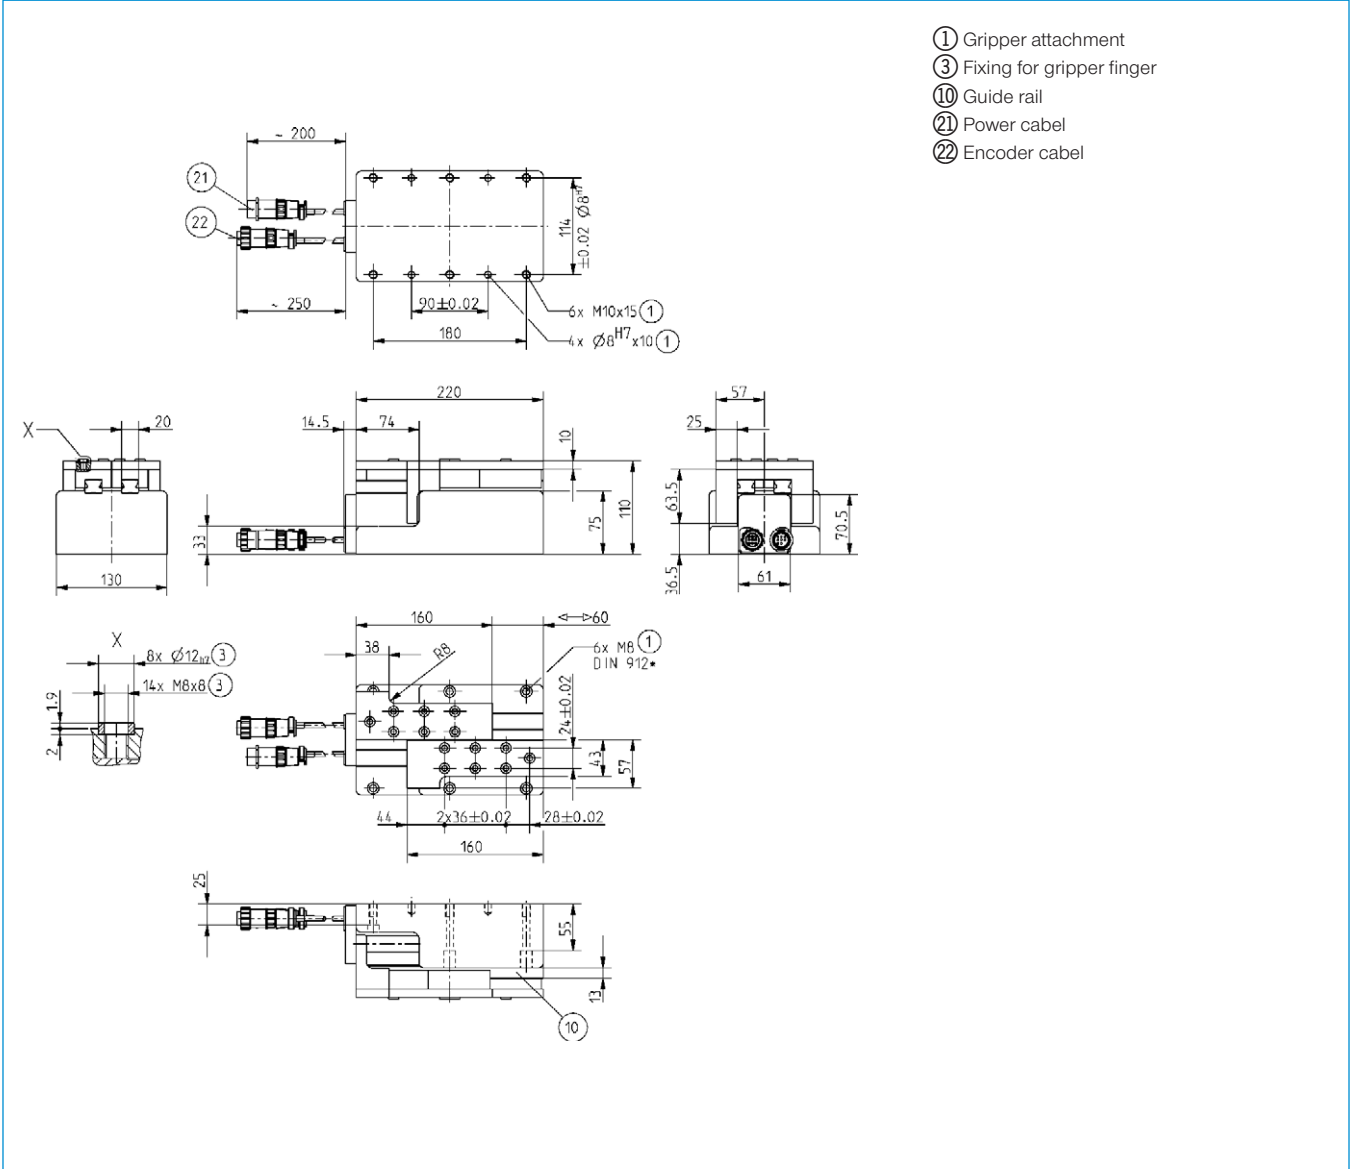 ① Gripper attachment
③ Fixing for gripper finger
⑩ Guide rail
㉑ Power cabel
㉒ Encoder cabel
~ 200
21
22
114
±0.02 Ø8H7
~ 250
90±0.02
6x M10x15 ①
180
4x Ø8H7x10 ①
220
57
X
20
14.5
74
10
25
33
75
110
63.5
70.5
36.5
130
61
160
60
X
38
R8
6x M8 ①
DIN 912*
8x Ø12h7 ③
14x M8x8 ③
1.9
2
24±0.02
43
57
44
2x36±0.02
28±0.02
160
25
55
13
10